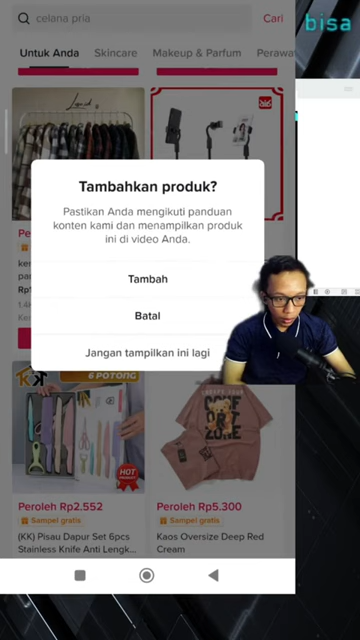 celana pria
Cari
bisa
Untuk Anda
Skincare
Makeup & Parfum
Perawat
Tambahkan produk?
Pastikan Anda mengikuti panduan
konten kami dan menampilkan produk
ini di video Anda.
Tambah
Batal
Jangan tampilkan ini lagi
6 POTONG
HOT
PRODUCT
Peroleh Rp2.552
Peroleh Rp5.300
Sampel gratis
Sampel gratis
(KK) Pisau Dapur Set 6pcs
Kaos Oversize Deep Red
Stainless Knife Anti Lengk...
Cream